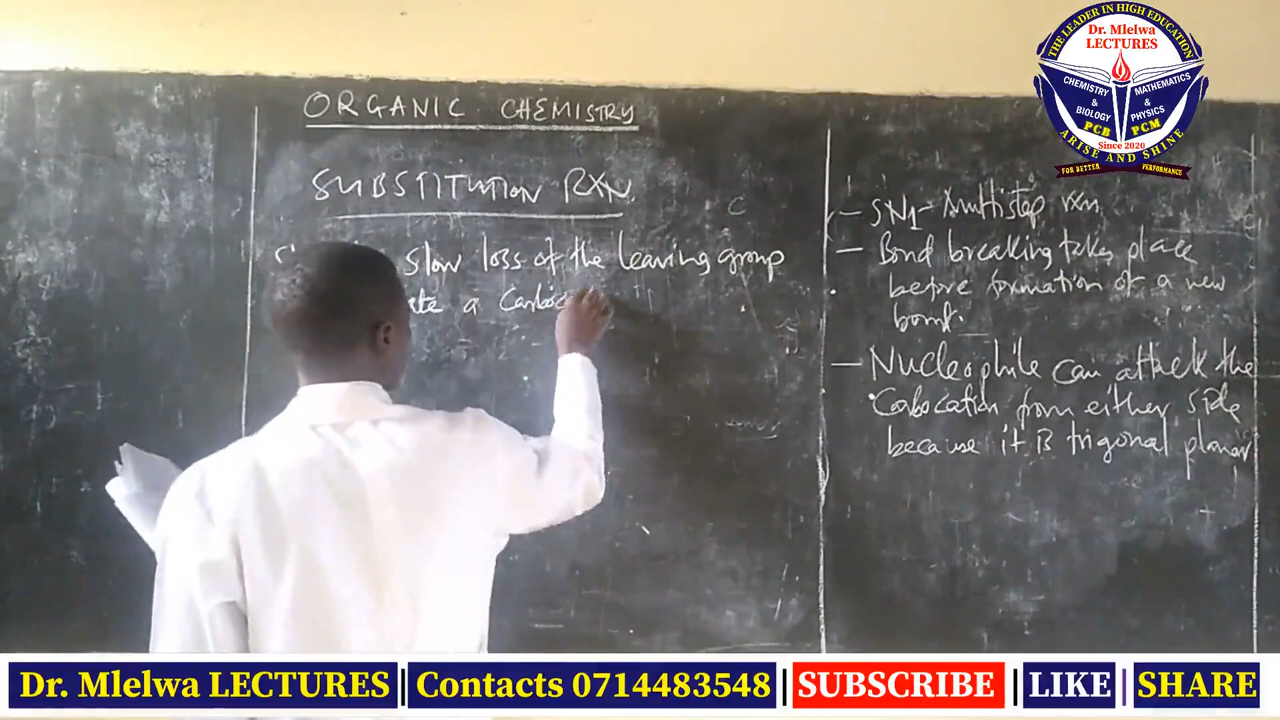 ORGANIC CHEMISTRY
SUBSTITUTION RXN.
slow loss of the leaving group
ate a Carboc
C
- SN1 - Multistep rxn
- Bond breaking takes place
before formation of a new
bond.
- Nucleophile can attack the
Carbocation from either side
because it is trigonal planar
THE LEADER IN HIGH EDUCATION
Dr. Mlelwa
LECTURES
CHEMISTRY
&
BIOLOGY
PCB
MATHEMATICS
&
PHYSICS
PCM
Since 2020
ARISE AND SHINE
FOR BETTER PERFORMANCE
Dr. Mlelwa LECTURES | Contacts 0714483548 | SUBSCRIBE | LIKE | SHARE